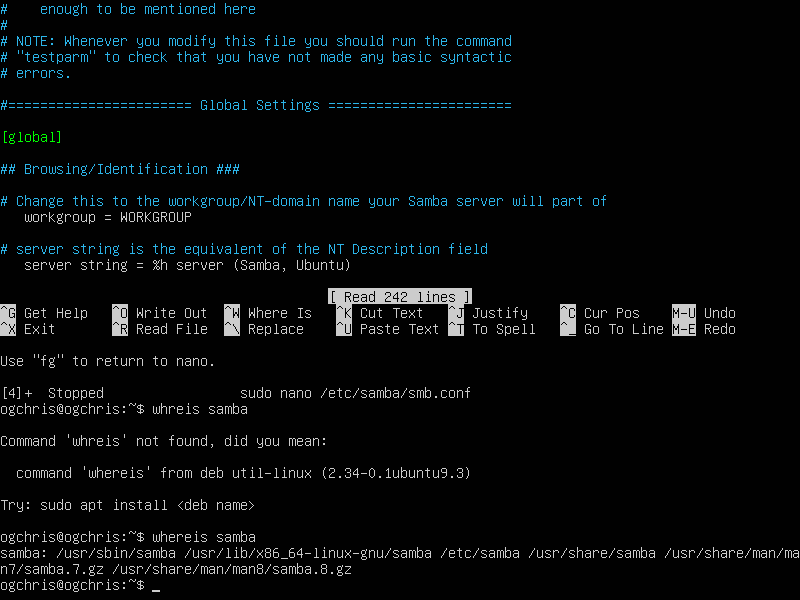 #    enough to be mentioned here
#
# NOTE: Whenever you modify this file you should run the command
# "testparm" to check that you have not made any basic syntactic
# errors.
#======================= Global Settings =======================
[global]
## Browsing/Identification ###
# Change this to the workgroup/NT-domain name your Samba server will part of
   workgroup = WORKGROUP
# server string is the equivalent of the NT Description field
   server string = %h server (Samba, Ubuntu)
[ Read 242 lines ]
^G Get Help   ^O Write Out  ^W Where Is   ^K Cut Text   ^J Justify    ^C Cur Pos    M-U Undo
^X Exit       ^R Read File  ^\ Replace    ^U Paste Text ^T To Spell   ^_ Go To Line M-E Redo
Use "fg" to return to nano.
[4]+  Stopped                 sudo nano /etc/samba/smb.conf
ogchris@ogchris:~$ whreis samba
Command 'whreis' not found, did you mean:
  command 'whereis' from deb util-linux (2.34-0.1ubuntu9.3)
Try: sudo apt install <deb name>
ogchris@ogchris:~$ whereis samba
samba: /usr/sbin/samba /usr/lib/x86_64-linux-gnu/samba /etc/samba /usr/share/samba /usr/share/man/ma
n7/samba.7.gz /usr/share/man/man8/samba.8.gz
ogchris@ogchris:~$ _